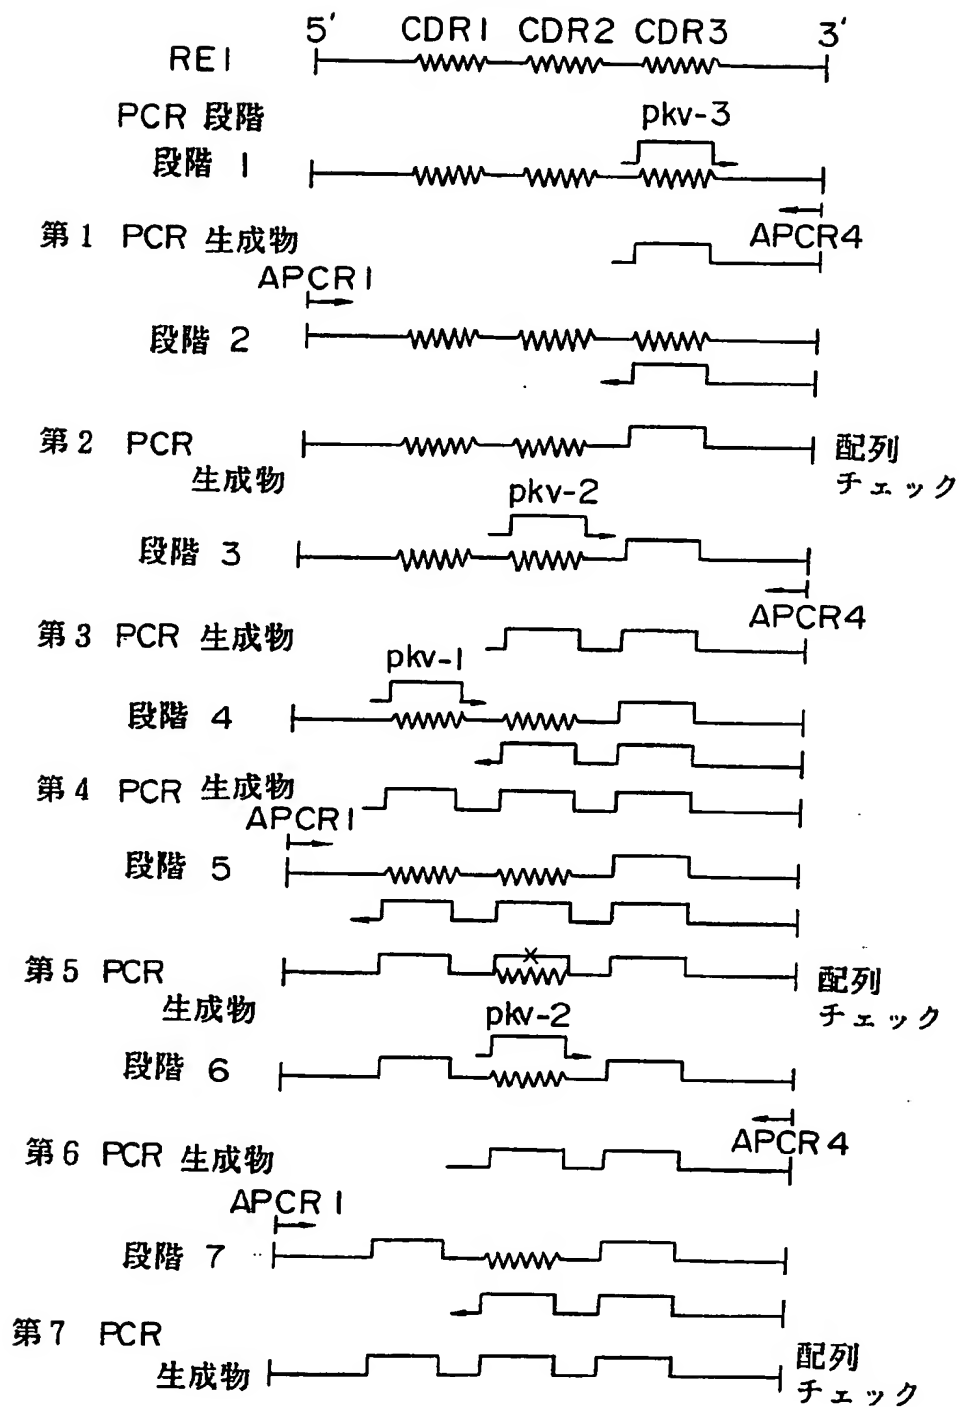 5' CDR1 CDR2 CDR3 3'
RE1
PCR 段階
pkv-3
段階 1
第1 PCR 生成物
APCR4
APCR1
段階 2
第2 PCR
生成物
配列
チェック
pkv-2
段階 3
APCR4
第3 PCR 生成物
pkv-1
段階 4
第4 PCR 生成物
APCR1
段階 5
第5 PCR
生成物
配列
チェック
pkv-2
段階 6
APCR4
第6 PCR 生成物
APCR1
段階 7
第7 PCR
生成物
配列
チェック